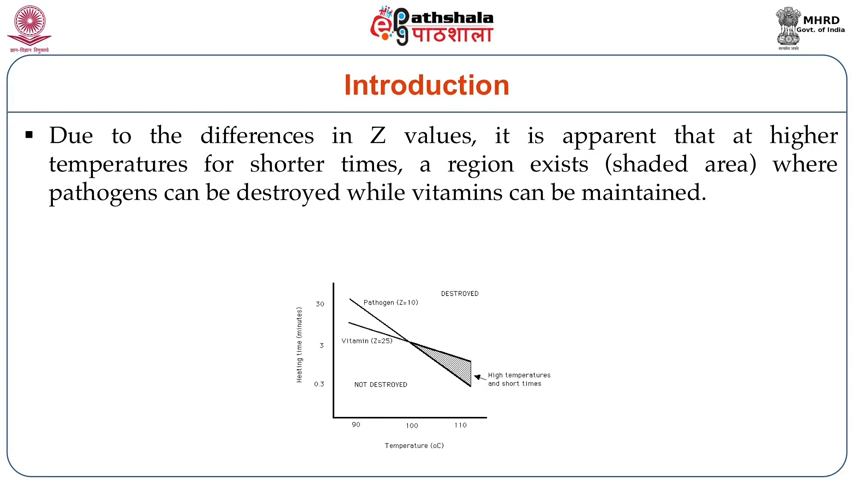 Pathshala
पाठशाला
MHRD
Govt. of India
Introduction
▪ Due to the differences in Z values, it is apparent that at higher
temperatures for shorter times, a region exists (shaded area) where
pathogens can be destroyed while vitamins can be maintained.
DESTROYED
30
Pathogen (Z=10)
Heating time (minutes)
3
Vitamin (Z=25)
High temperatures
and short times
0.3
NOT DESTROYED
90
100
110
Temperature (oC)